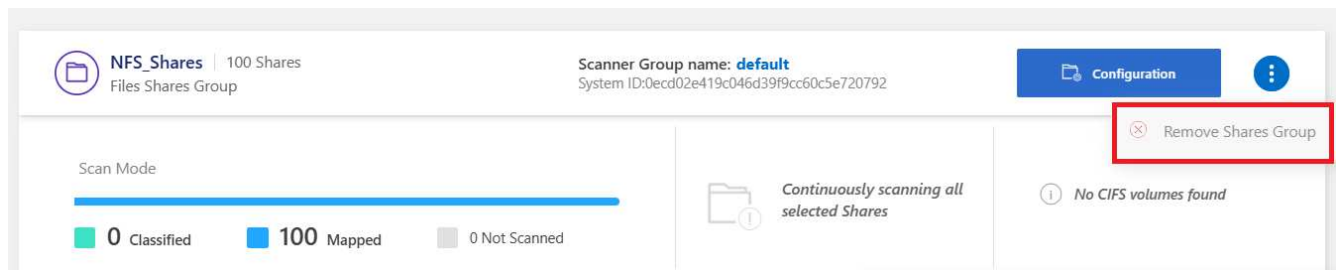 NFS_Shares | 100 Shares
Files Shares Group
Scanner Group name: default
System ID:0ecd02e419c046d39f9cc60c5e720792
Configuration
Remove Shares Group
Scan Mode
0 Classified
100 Mapped
0 Not Scanned
Continuously scanning all
selected Shares
No CIFS volumes found